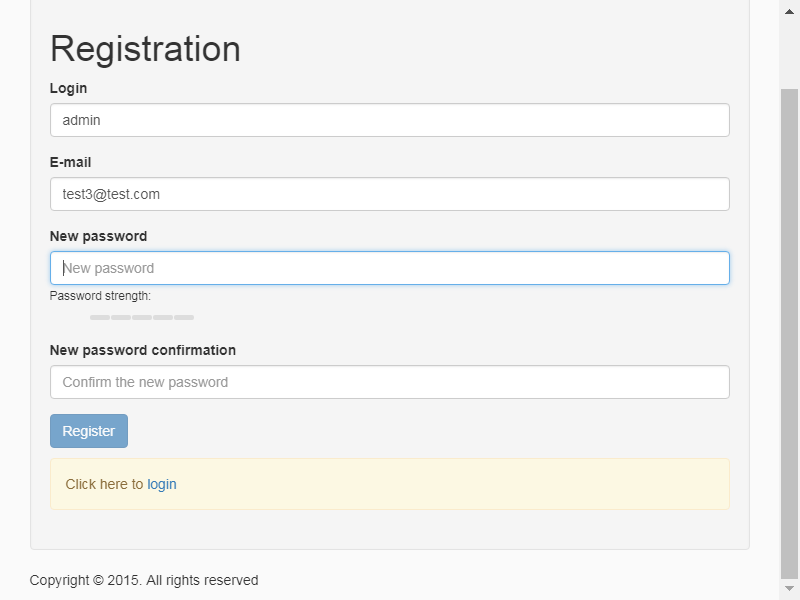 Registration
Login
admin
E-mail
test3@test.com
New password
New password
Password strength:
New password confirmation
Confirm the new password
Register
Click here to login
Copyright © 2015. All rights reserved